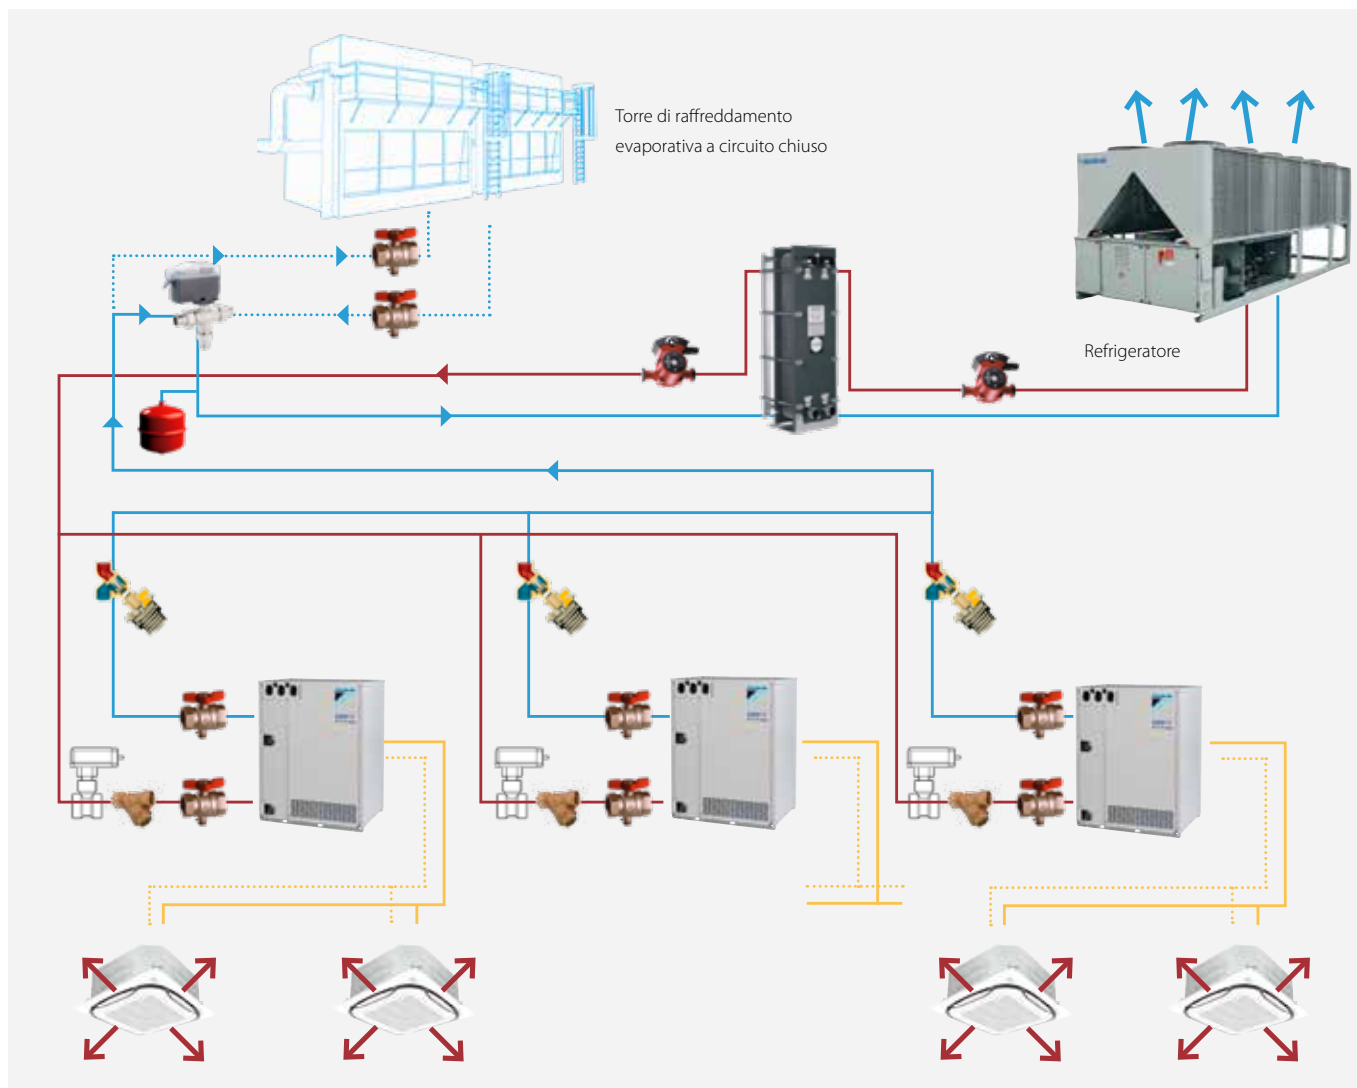 Torre di raffreddamento
evaporativa a circuito chiuso
Refrigeratore